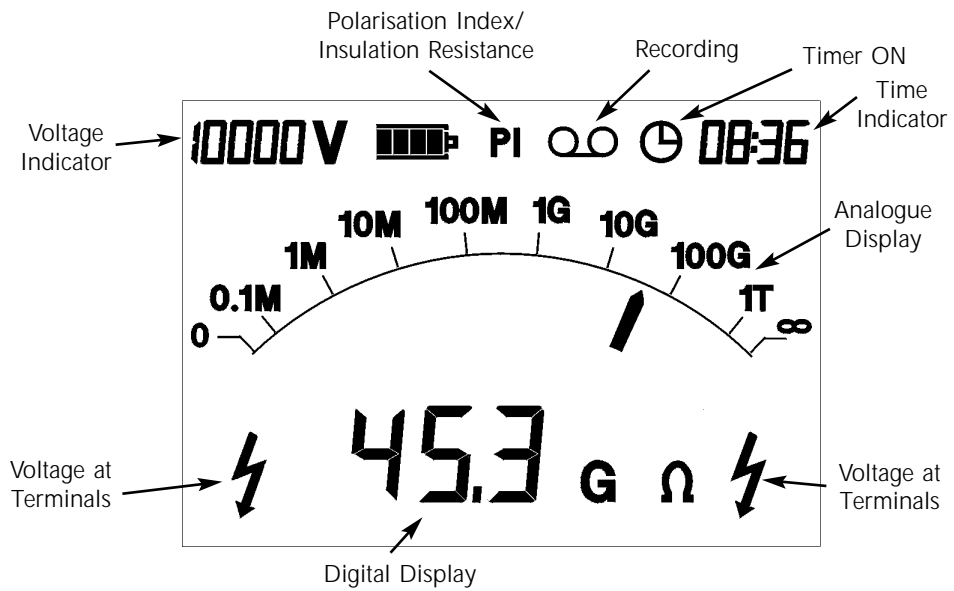 Polarisation Index/
Insulation Resistance
Recording
Timer ON
Time
Indicator
Voltage
Indicator
10000 V
PI
08:36
0
0.1M
1M
10M
100M
1G
10G
100G
1T
∞
Analogue
Display
Voltage at
Terminals
45.3 G Ω
Voltage at
Terminals
Digital Display